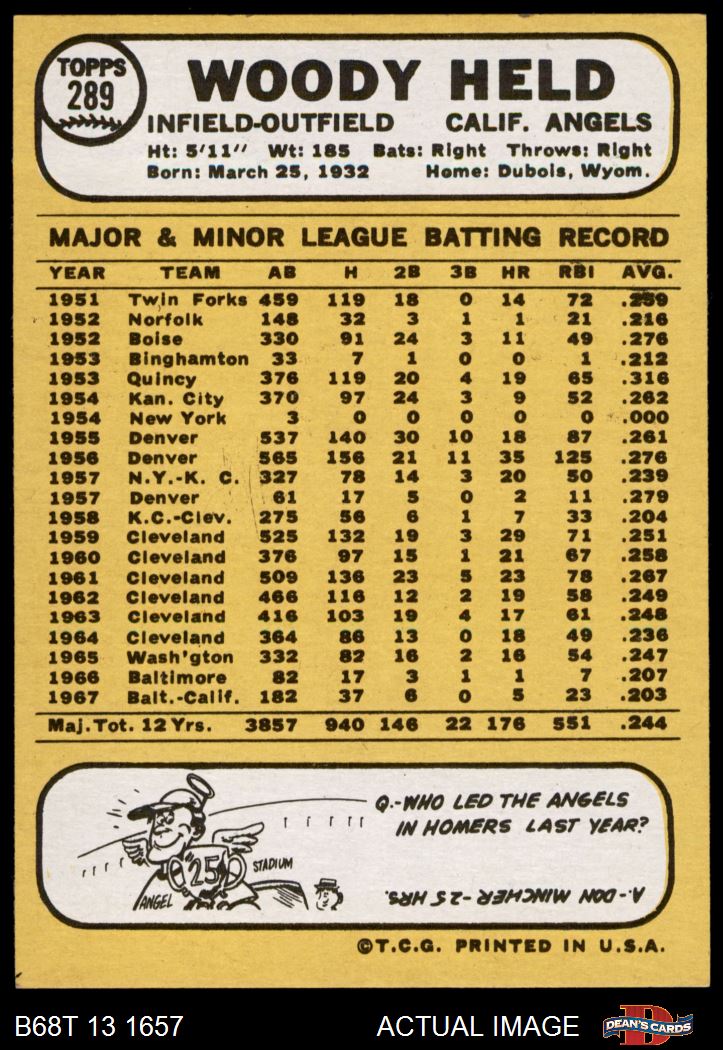 TOPPS
289
WOODY HELD
INFIELD-OUTFIELD CALIF. ANGELS
Ht: 5'11" Wt: 185 Bats: Right Throws: Right
Born: March 25, 1932 Home: Dubois, Wyom.
MAJOR & MINOR LEAGUE BATTING RECORD
YEAR TEAM AB H 2B 3B HR RBI AVG.
1951 Twin Forks 459 119 18 0 14 72 .259
1952 Norfolk 148 32 3 1 1 21 .216
1952 Boise 330 91 24 3 11 49 .276
1953 Binghamton 33 7 1 0 0 1 .212
1953 Quincy 376 119 20 4 19 65 .316
1954 Kan. City 370 97 24 3 9 52 .262
1954 New York 3 0 0 0 0 0 .000
1955 Denver 537 140 30 10 18 87 .261
1956 Denver 565 156 21 11 35 125 .276
1957 N.Y.-K. C. 327 78 14 3 20 50 .239
1957 Denver 61 17 5 0 2 11 .279
1958 K.C.-Clev. 275 56 6 1 7 33 .204
1959 Cleveland 525 132 19 3 29 71 .251
1960 Cleveland 376 97 15 1 21 67 .258
1961 Cleveland 509 136 23 5 23 78 .267
1962 Cleveland 466 116 12 2 19 58 .249
1963 Cleveland 416 103 19 4 17 61 .248
1964 Cleveland 364 86 13 0 18 49 .236
1965 Wash'gton 332 82 16 2 16 54 .247
1966 Baltimore 82 17 3 1 1 7 .207
1967 Balt.-Calif. 182 37 6 0 5 23 .203
Maj. Tot. 12 Yrs. 3857 940 146 22 176 551 .244
Q.-WHO LED THE ANGELS
IN HOMERS LAST YEAR?
25
STADIUM
ANGEL
A.-DON MINCHER-25 HRS.
©T.C.G. PRINTED IN U.S.A.
B68T 13 1657 ACTUAL IMAGE
D
DEAN'S CARDS